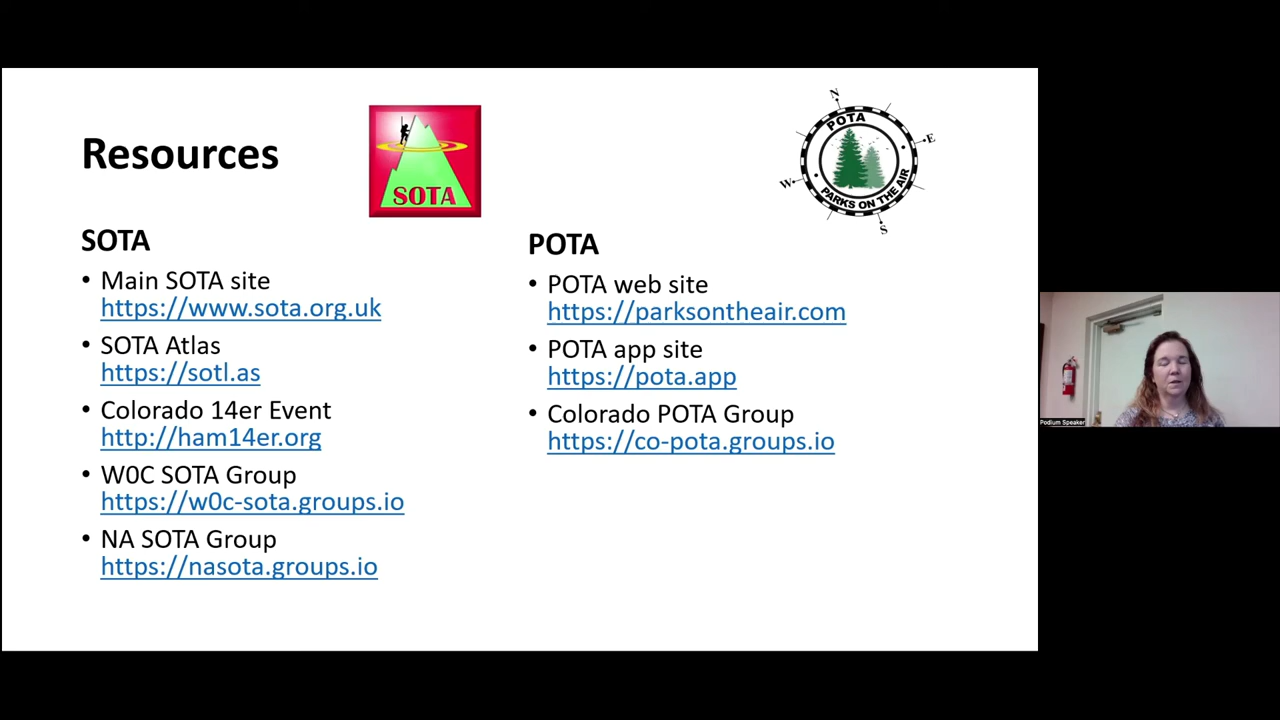 Resources
SOTA
N
POTA
E
W
PARKS ON THE AIR
S
SOTA
• Main SOTA site
https://www.sota.org.uk
• SOTA Atlas
https://sotl.as
• Colorado 14er Event
http://ham14er.org
• W0C SOTA Group
https://w0c-sota.groups.io
• NA SOTA Group
https://nasota.groups.io
POTA
• POTA web site
https://parksontheair.com
• POTA app site
https://pota.app
• Colorado POTA Group
https://co-pota.groups.io
Podium Speaker